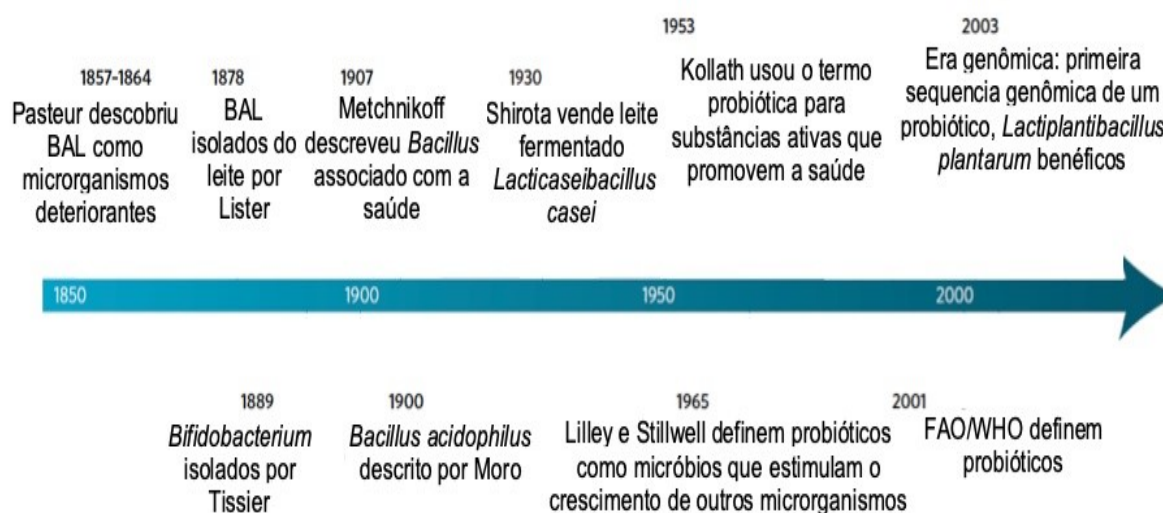 1857-1864
Pasteur descobriu
BAL como
microrganismos
deteriorantes
1878
BAL
isolados do
leite por
Lister
1907
Metchnikoff
descreveu Bacillus
associado com a
saúde
1930
Shirota vende leite
fermentado
Lacticaseibacillus
casei
1953
Kollath usou o termo
probiótica para
substâncias ativas que
promovem a saúde
2003
Era genômica: primeira
sequencia genômica de um
probiótico, Lactiplantibacillus
plantarum benéficos
1850
1900
1950
2000
1889
Bifidobacterium
isolados por
Tissier
1900
Bacillus acidophilus
descrito por Moro
1965
Lilley e Stillwell definem probióticos
como micróbios que estimulam o
crescimento de outros microrganismos
2001
FAO/WHO definem
probióticos